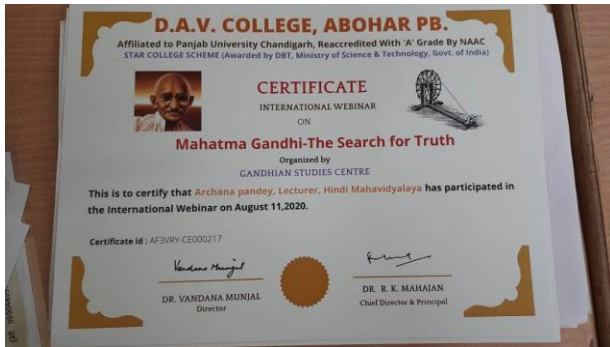 D.A.V. COLLEGE, ABOHAR PB.
Affiliated to Panjab University Chandigarh, Reaccredited With 'A' Grade By NAAC
STAR COLLEGE SCHEME (Awarded by DBT, Ministry of Science & Technology, Govt. of India)
CERTIFICATE
INTERNATIONAL WEBINAR
ON
Mahatma Gandhi-The Search for Truth
Organized by
GANDHIAN STUDIES CENTRE
This is to certify that Archana pandey, Lecturer, Hindi Mahavidyalaya has participated in
the International Webinar on August 11,2020.
Certificate id : AF3VRY-CE000217
Vandana Munjal
DR. VANDANA MUNJAL
Director
DR. R. K. MAHAJAN
Chief Director & Principal